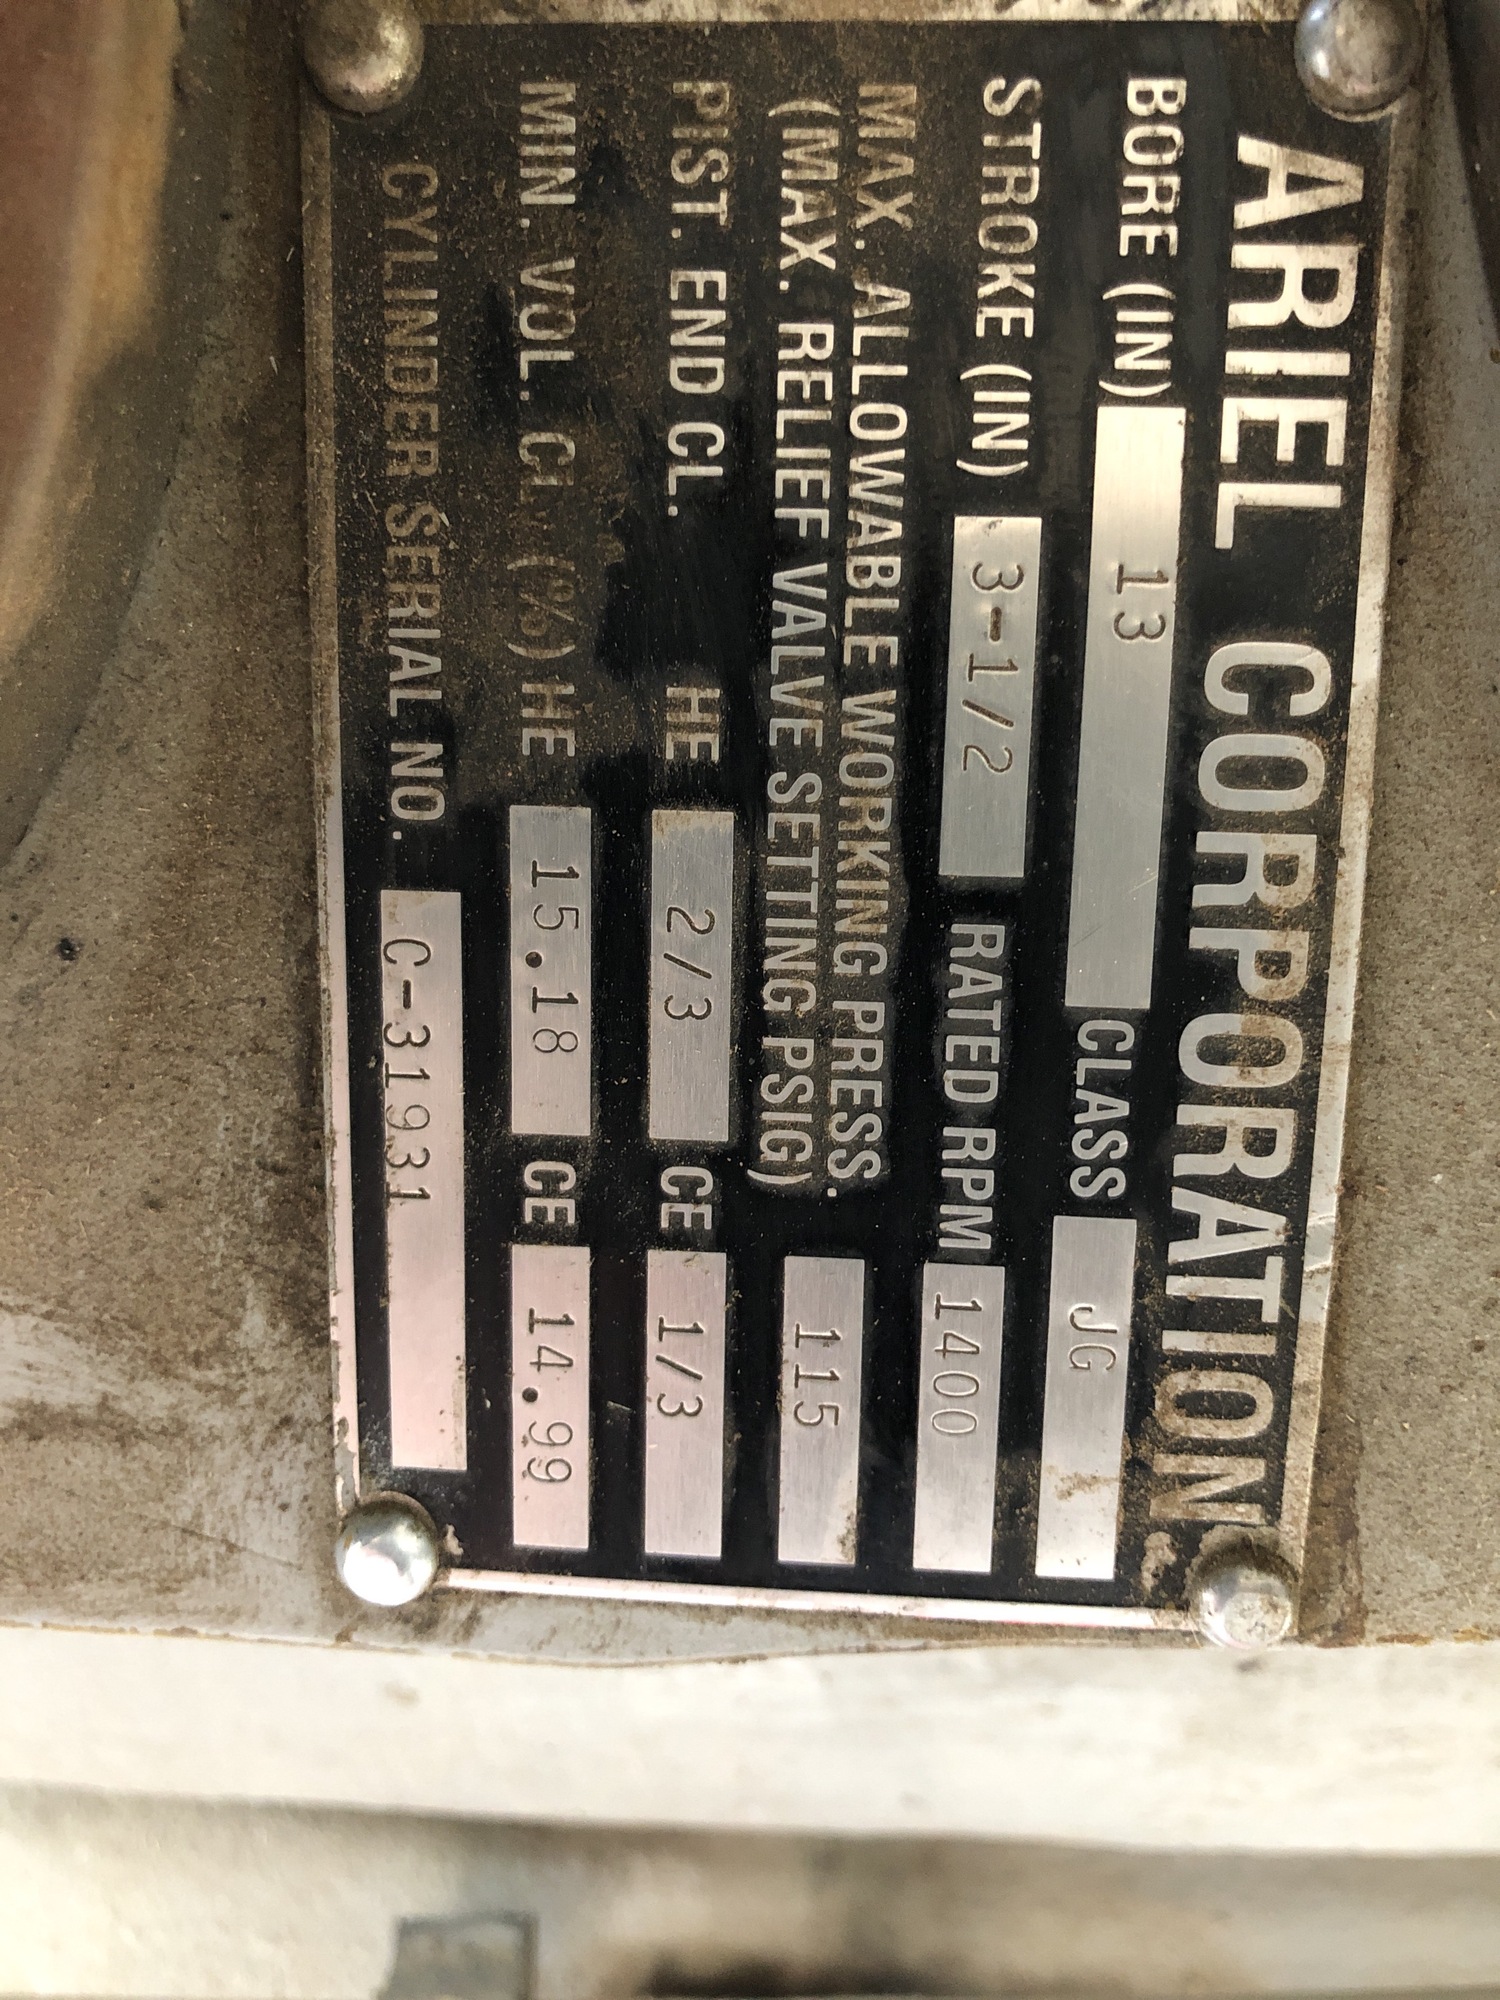 ARIEL CORPORATION
BORE (IN) 13 CLASS JG
STROKE (IN) 3-1/2 RATED RPM 1400
MAX. ALLOWABLE WORKING PRESS.
(MAX. RELIEF VALVE SETTING PSIG) 115
PIST. END CL. HE 2/3 CE 1/3
MIN. VOL. CL. (%) HE 15.18 CE 14.99
CYLINDER SERIAL NO. C-31931